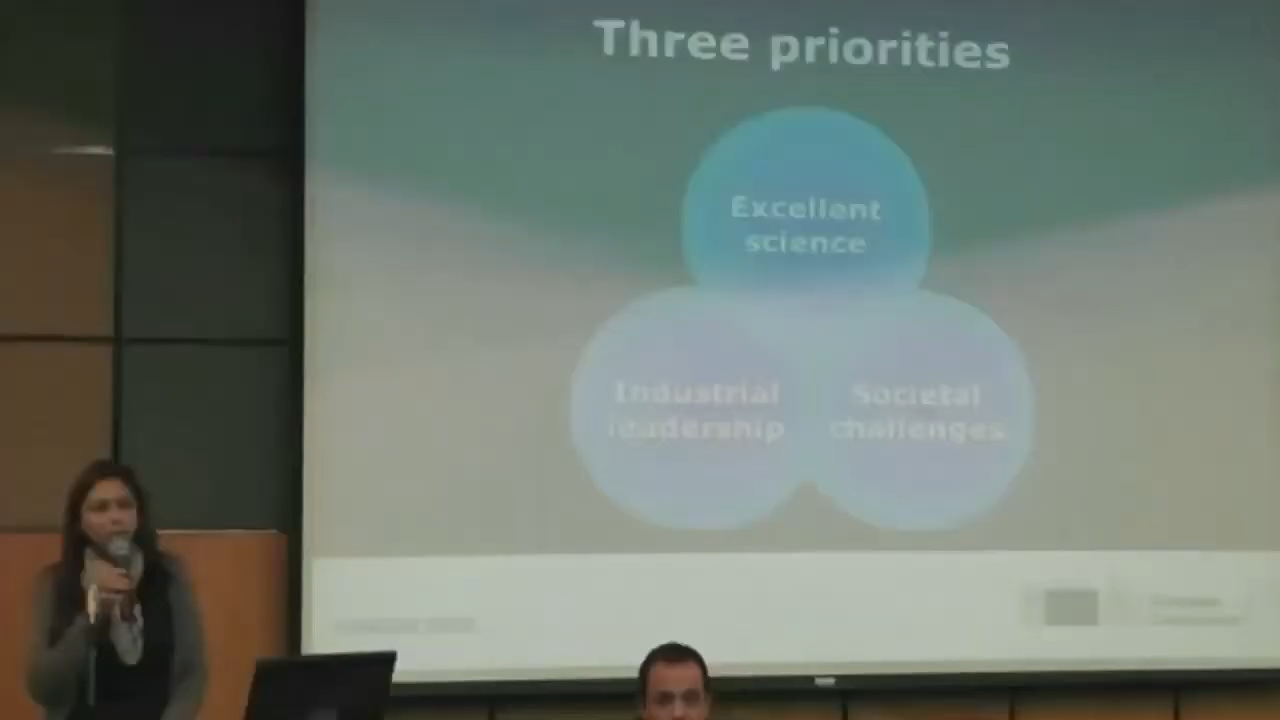 Three priorities
Excellent
science
Industrial
leadership
Societal
challenges